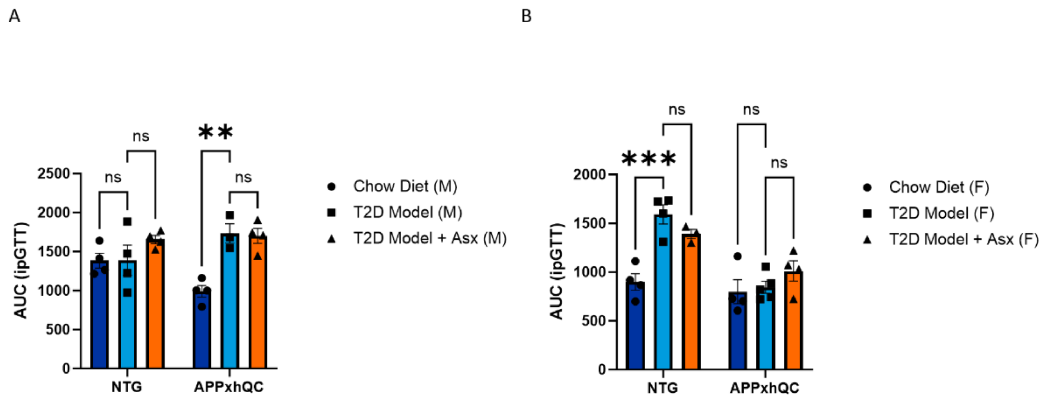 A
AUC (ipGTT)
2500
2000
1500
1000
500
0
ns
ns
**
ns
NTG
APPxhQC
Chow Diet (M)
T2D Model (M)
T2D Model + Asx (M)
B
AUC (ipGTT)
2000
1500
1000
500
0
ns
***
ns
ns
NTG
APPxhQC
Chow Diet (F)
T2D Model (F)
T2D Model + Asx (F)